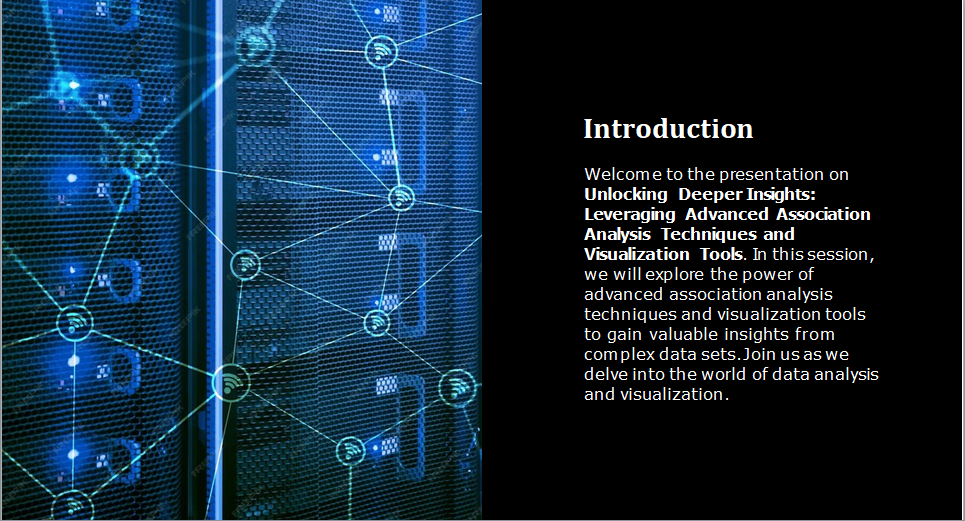 Introduction
Welcome to the presentation on
Unlocking Deeper Insights:
Leveraging Advanced Association
Analysis Techniques and
Visualization Tools. In this session,
we will explore the power of
advanced association analysis
techniques and visualization tools
to gain valuable insights from
complex data sets.Join us as we
delve into the world of data analysis
and visualization.